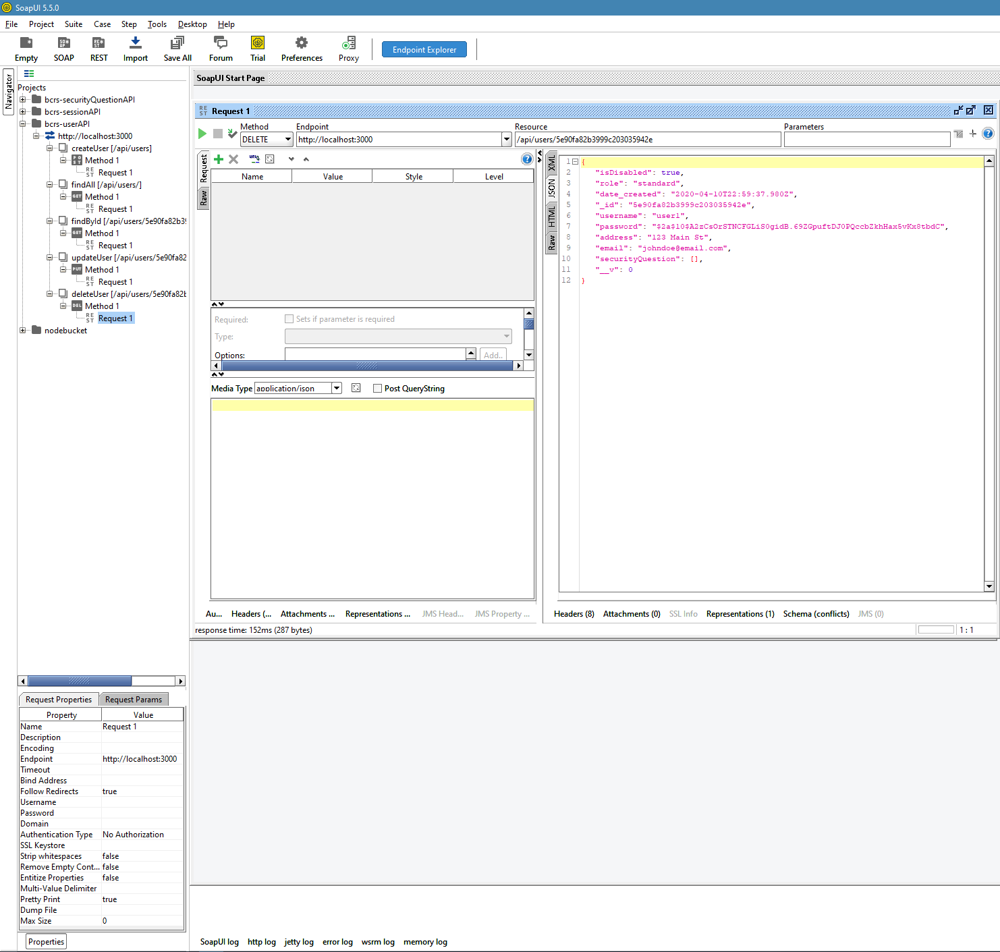 SoapUI 5.5.0
File Project Suite Case Step Tools Desktop Help
Empty SOAP REST Import Save All Forum Trial Preferences Proxy Endpoint Explorer
Navigator
Projects
bcrs-securityQuestionAPI
bcrs-sessionAPI
bcrs-userAPI
http://localhost:3000
createUser [/api/users]
Method 1
Request 1
findAll [/api/users/]
Method 1
Request 1
findById [/api/users/5e90fa82b39
Method 1
Request 1
updateUser [/api/users/5e90fa82
Method 1
Request 1
deleteUser [/api/users/5e90fa82b
Method 1
Request 1
nodebucket
SoapUI Start Page
Request 1
Method Endpoint Resource Parameters
DELETE http://localhost:3000 /api/users/5e90fa82b3999c203035942e
Request
Raw
Name Value Style Level
Required: Sets if parameter is required
Type:
Options: Add..
Media Type application/json Post QueryString
XML
JSON
HTML
Raw
1 {
2 "isDisabled": true,
3 "role": "standard",
4 "date_created": "2020-04-10T22:59:37.980Z",
5 "_id": "5e90fa82b3999c203035942e",
6 "username": "user1",
7 "password": "$2a$10$A2zCsOrSTNCFGLiS0gidB.69ZGpuftDJ0PQccbZkhHax5vKx8tbdC",
8 "address": "123 Main St",
9 "email": "johndoe@email.com",
10 "securityQuestion": [],
11 "__v": 0
12 }
Au... Headers (... Attachments ... Representations ... JMS Head... JMS Property ...
Headers (8) Attachments (0) SSL Info Representations (1) Schema (conflicts) JMS (0)
response time: 152ms (287 bytes) 1 : 1
Request Properties Request Params
Property Value
Name Request 1
Description
Encoding
Endpoint http://localhost:3000
Timeout
Bind Address
Follow Redirects true
Username
Password
Domain
Authentication Type No Authorization
SSL Keystore
Strip whitespaces false
Remove Empty Cont... false
Entitize Properties false
Multi-Value Delimiter
Pretty Print true
Dump File
Max Size 0
Properties
SoapUI log http log jetty log error log wsrm log memory log